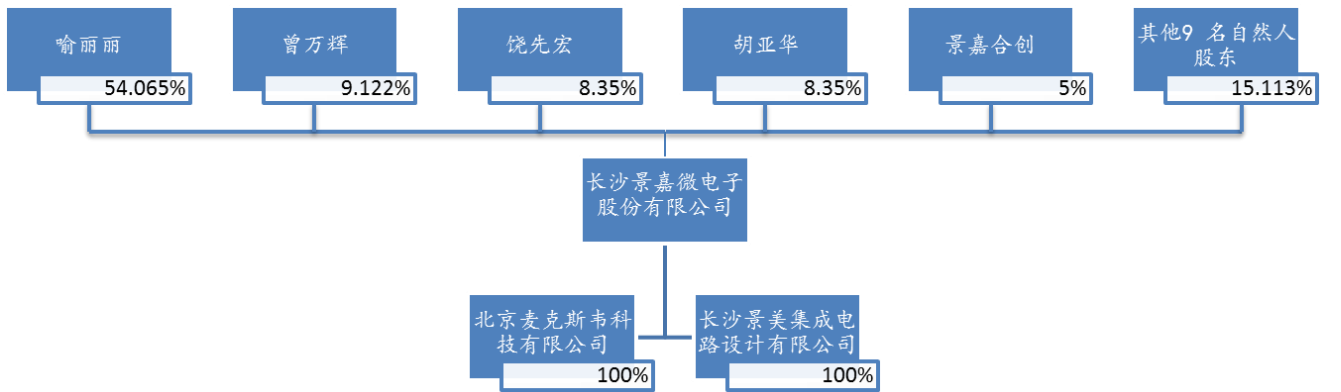 喻丽丽
54.065%
曾万辉
9.122%
饶先宏
8.35%
胡亚华
8.35%
景嘉合创
5%
其他9 名自然人
股东
15.113%
长沙景嘉微电子
股份有限公司
北京麦克斯韦科
技有限公司
100%
长沙景美集成电
路设计有限公司
100%